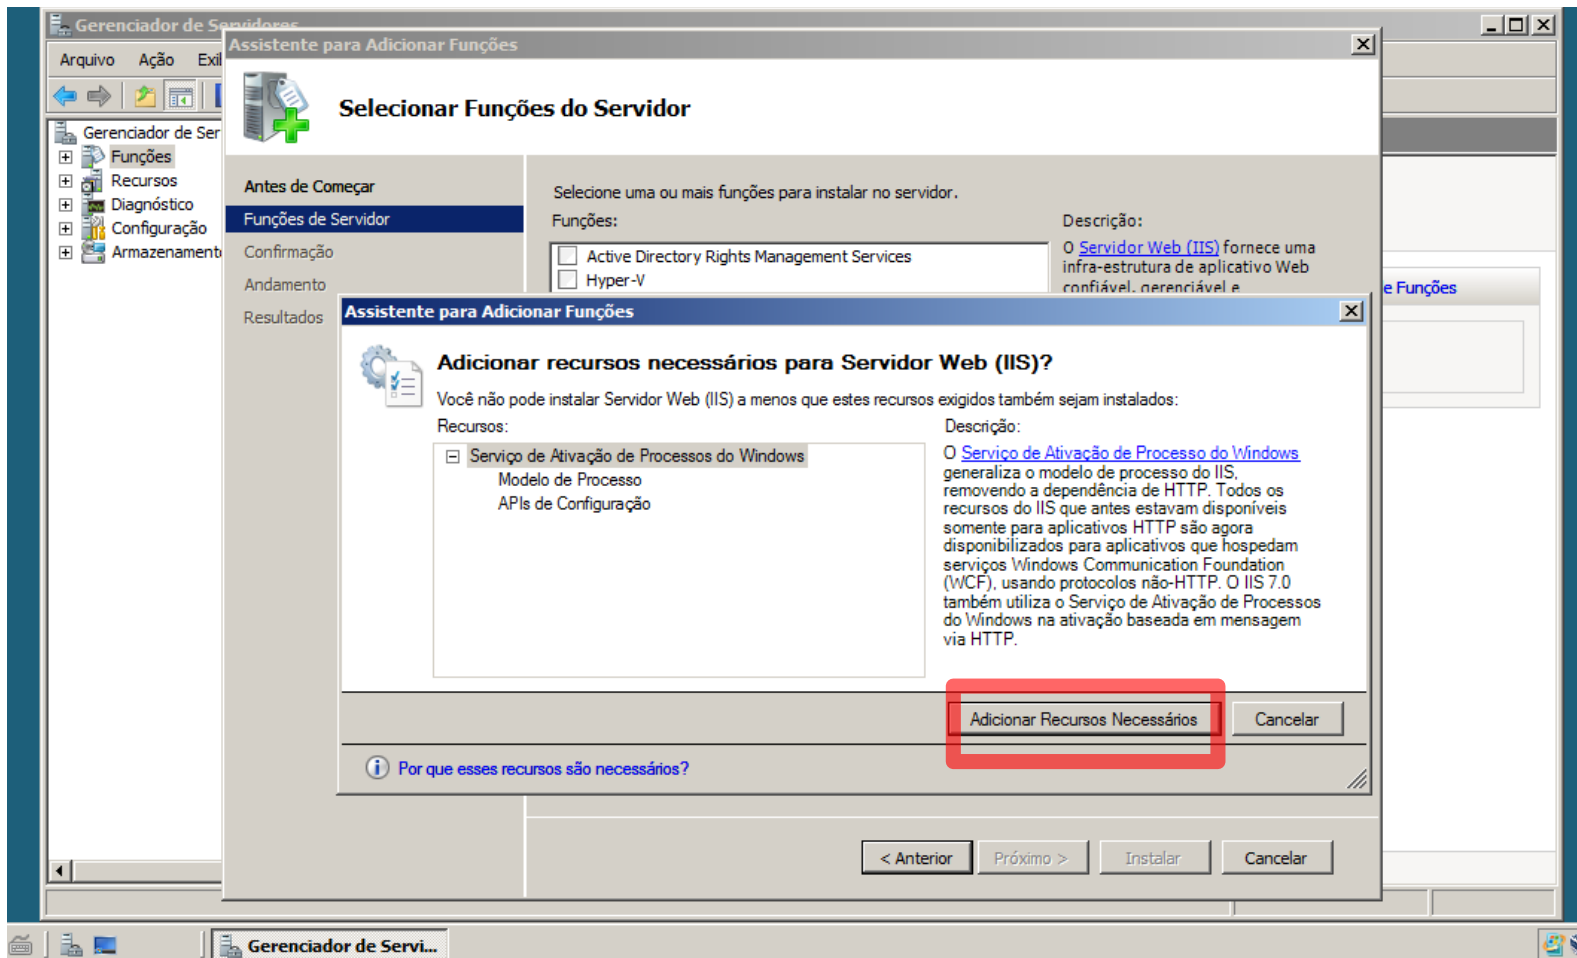 Gerenciador de Servidores
Arquivo Ação Exi
Gerenciador de Ser
Funções
Recursos
Diagnóstico
Configuração
Armazenament
Assistente para Adicionar Funções
Selecionar Funções do Servidor
Antes de Começar
Funções de Servidor
Confirmação
Andamento
Resultados
Selecione uma ou mais funções para instalar no servidor.
Funções:
Active Directory Rights Management Services
Hyper-V
Descrição:
O Servidor Web (IIS) fornece uma
infra-estrutura de aplicativo Web
confiável, gerenciável e
e Funções
Assistente para Adicionar Funções
Adicionar recursos necessários para Servidor Web (IIS)?
Você não pode instalar Servidor Web (IIS) a menos que estes recursos exigidos também sejam instalados:
Recursos:
Serviço de Ativação de Processos do Windows
Modelo de Processo
APIs de Configuração
Descrição:
O Serviço de Ativação de Processo do Windows
generaliza o modelo de processo do IIS,
removendo a dependência de HTTP. Todos os
recursos do IIS que antes estavam disponíveis
somente para aplicativos HTTP são agora
disponibilizados para aplicativos que hospedam
serviços Windows Communication Foundation
(WCF), usando protocolos não-HTTP. O IIS 7.0
também utiliza o Serviço de Ativação de Processos
do Windows na ativação baseada em mensagem
via HTTP.
Adicionar Recursos Necessários
Cancelar
Por que esses recursos são necessários?
< Anterior
Próximo >
Instalar
Cancelar
Gerenciador de Servi...